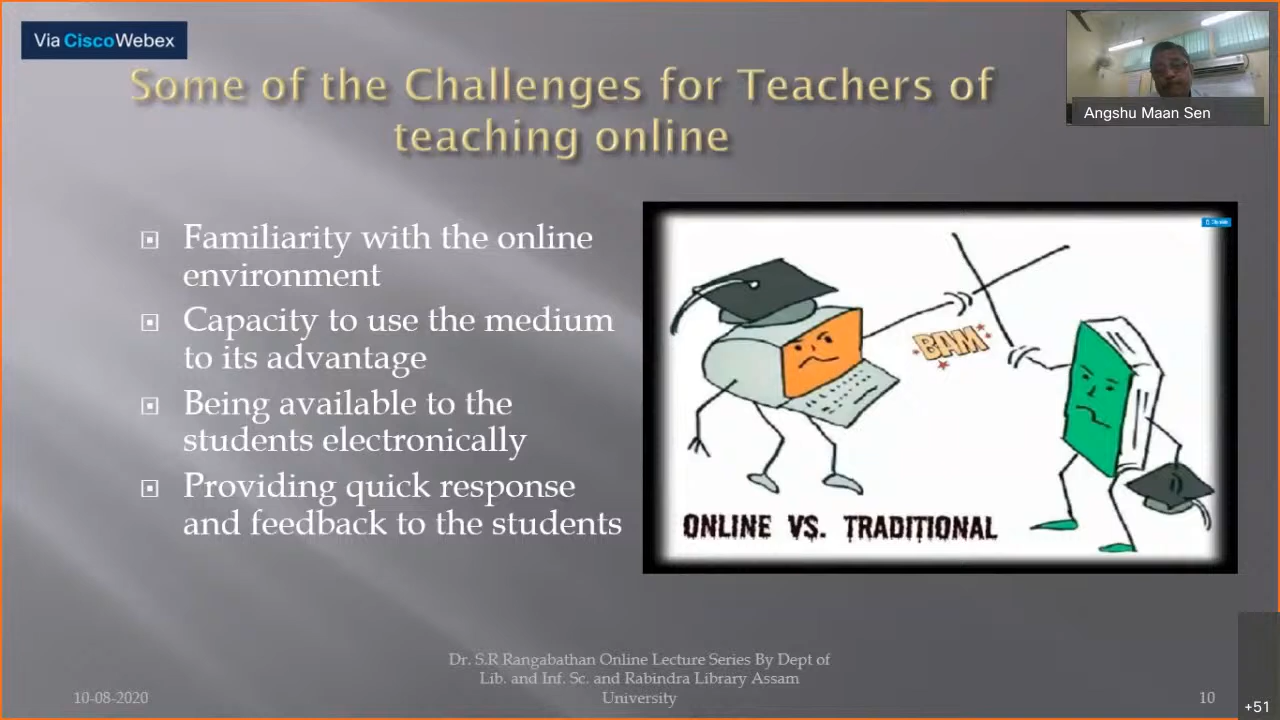 Via Cisco Webex
Some of the Challenges for Teachers of
teaching online
Angshu Maan Sen
Familiarity with the online
environment
Capacity to use the medium
to its advantage
Being available to the
students electronically
Providing quick response
and feedback to the students
BAM
ONLINE VS. TRADITIONAL
Dr. S.R Rangabathan Online Lecture Series By Dept of
Lib. and Inf. Sc. and Rabindra Library Assam
University
10-08-2020
10
+51